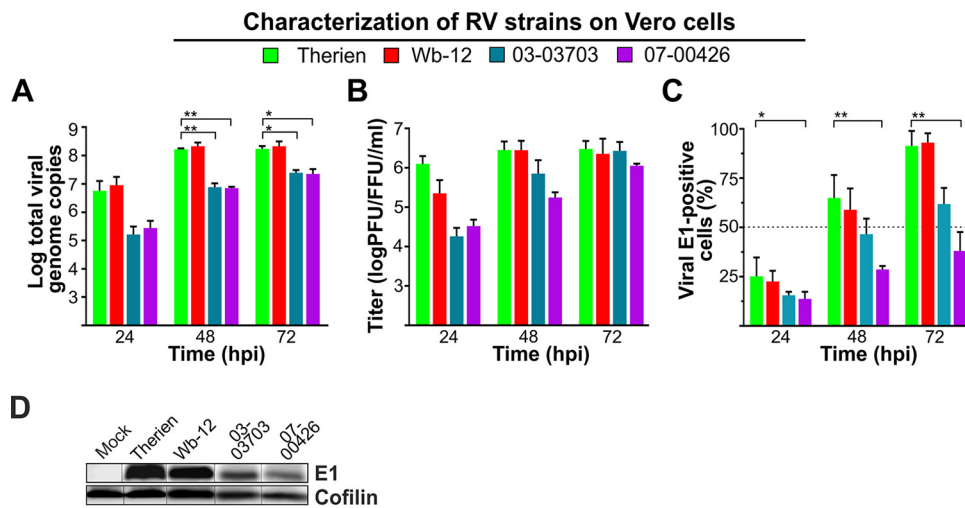 Characterization of RV strains on Vero cells
Therien Wb-12 03-03703 07-00426
A
Log total viral
genome copies
9
8
7
6
5
4
3
** **
* *
24 48 72
Time (hpi)
B
Titer (logPFU/FFU//ml)
7
6
5
4
3
24 48 72
Time (hpi)
C
Viral E1-positive
cells (%)
100
75
50
25
* ** **
24 48 72
Time (hpi)
D
Mock
Therien
Wb-12
03-
03703
07-
00426
E1
Cofilin